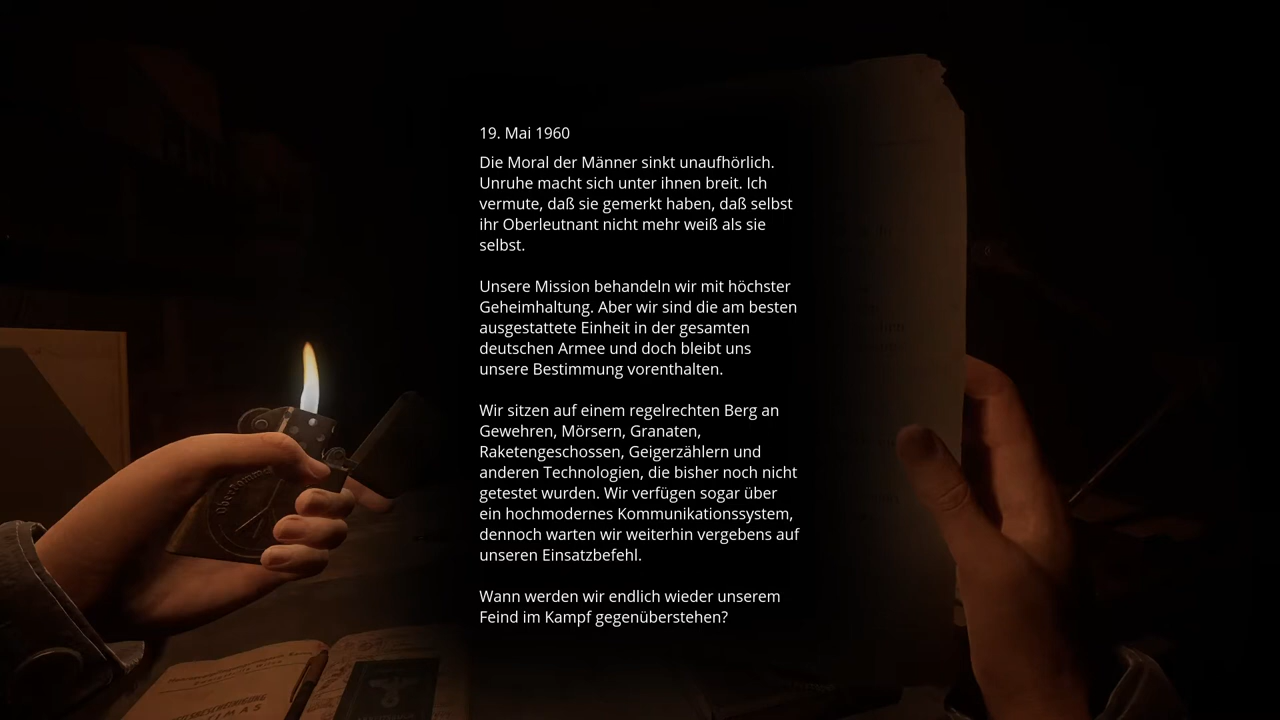 19. Mai 1960
Die Moral der Männer sinkt unaufhörlich.
Unruhe macht sich unter ihnen breit. Ich
vermute, daß sie gemerkt haben, daß selbst
ihr Oberleutnant nicht mehr weiß als sie
selbst.
Unsere Mission behandeln wir mit höchster
Geheimhaltung. Aber wir sind die am besten
ausgestattete Einheit in der gesamten
deutschen Armee und doch bleibt uns
unsere Bestimmung vorenthalten.
Wir sitzen auf einem regelrechten Berg an
Gewehren, Mörsern, Granaten,
Raketengeschossen, Geigerzählern und
anderen Technologien, die bisher noch nicht
getestet wurden. Wir verfügen sogar über
ein hochmodernes Kommunikationssystem,
dennoch warten wir weiterhin vergebens auf
unseren Einsatzbefehl.
Wann werden wir endlich wieder unserem
Feind im Kampf gegenüberstehen?